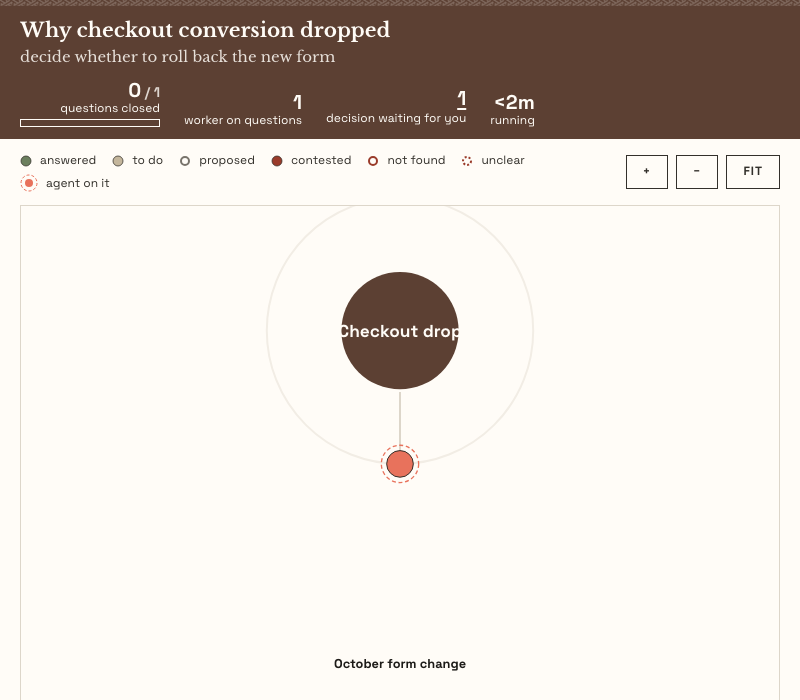 Why checkout conversion dropped
decide whether to roll back the new form
0 / 1
questions closed
1
worker on questions
1
decision waiting for you
<2m
running
answered
to do
proposed
contested
not found
unclear
agent on it
+
−
FIT
Checkout drop
October form change